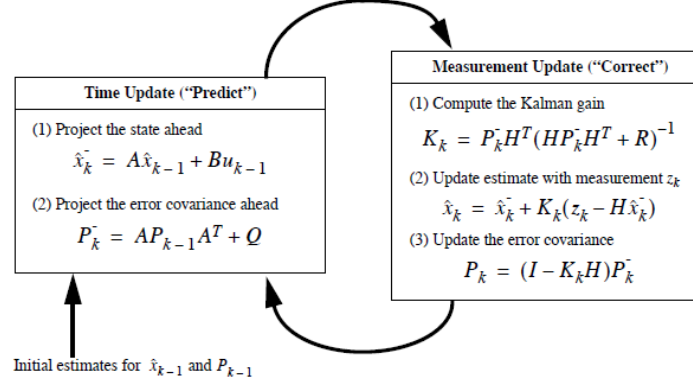 Time Update (“Predict”)
(1) Project the state ahead
x̂ₖ⁻ = Ax̂ₖ₋₁ + Buₖ₋₁
(2) Project the error covariance ahead
Pₖ⁻ = APₖ₋₁Aᵀ + Q
Measurement Update (“Correct”)
(1) Compute the Kalman gain
Kₖ = Pₖ⁻Hᵀ(HPₖ⁻Hᵀ + R)⁻¹
(2) Update estimate with measurement zₖ
x̂ₖ = x̂ₖ⁻ + Kₖ(zₖ – Hx̂ₖ⁻)
(3) Update the error covariance
Pₖ = (I – KₖH)Pₖ⁻
Initial estimates for x̂ₖ₋₁ and Pₖ₋₁